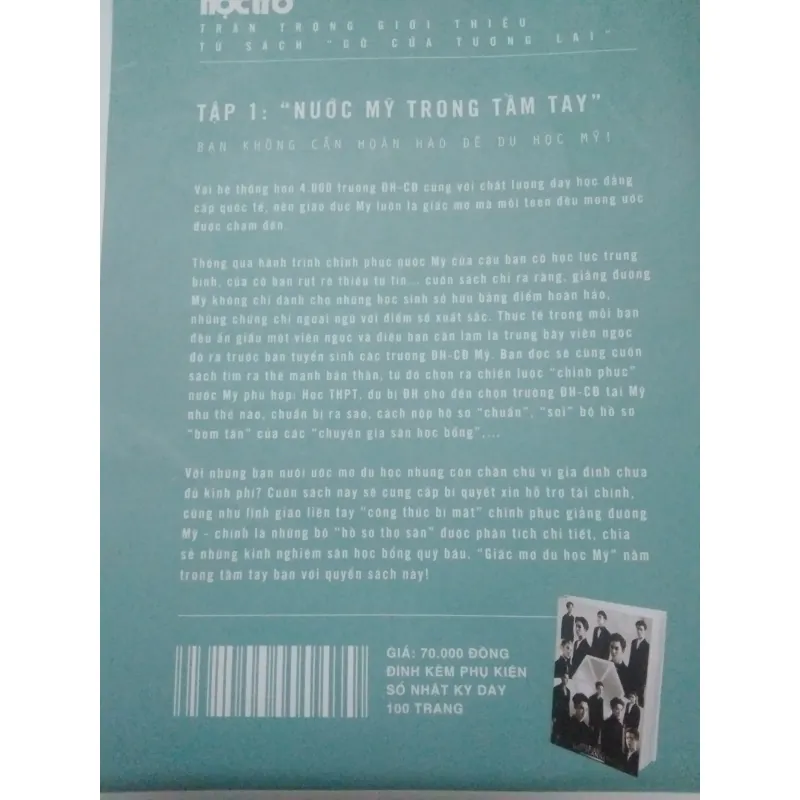 học trò
TRÂN TRỌNG GIỚI THIỆU
TỦ SÁCH "GÕ CỬA TƯƠNG LAI"
TẬP 1: “NƯỚC MỸ TRONG TẦM TAY”
BẠN KHÔNG CẦN HOÀN HẢO ĐỂ DU HỌC MỸ!
Với hệ thống hơn 4.000 trường ĐH-CĐ cùng với chất lượng dạy học đẳng
cấp quốc tế, nền giáo dục Mỹ luôn là giấc mơ mà mỗi teen đều mong ước
được chạm đến.
Thông qua hành trình chinh phục nước Mỹ của cậu bạn có học lực trung
bình, của cô bạn rụt rè thiếu tự tin... cuốn sách chỉ ra rằng, giảng đường
Mỹ không chỉ dành cho những học sinh sở hữu bảng điểm hoàn hảo,
những chứng chỉ ngoại ngữ với điểm số xuất sắc. Thực tế trong mỗi bạn
đều ẩn giấu một viên ngọc và điều bạn cần làm là trưng bày viên ngọc
đó ra trước ban tuyển sinh các trường ĐH-CĐ Mỹ. Bạn đọc sẽ cùng cuốn
sách tìm ra thế mạnh bản thân, từ đó chọn ra chiến lược “chinh phục”
nước Mỹ phù hợp: Học THPT, dự bị ĐH cho đến chọn trường ĐH-CĐ tại Mỹ
như thế nào, chuẩn bị ra sao, cách nộp hồ sơ “chuẩn”, “soi” bộ hồ sơ
“bom tấn” của các “chuyên gia săn học bổng”,...
Với những bạn nuôi ước mơ du học nhưng còn chần chừ vì gia đình chưa
đủ kinh phí? Cuốn sách này sẽ cung cấp bí quyết xin hỗ trợ tài chính,
cũng như lĩnh giáo liền tay “công thức bí mật” chinh phục giảng đường
Mỹ - chính là những bộ “hồ sơ thợ săn” được phân tích chi tiết, chia
sẻ những kinh nghiệm săn học bổng quý báu. “Giấc mơ du học Mỹ” nằm
trong tầm tay bạn với quyển sách này!
GIÁ: 70.000 ĐỒNG
ĐÍNH KÈM PHỤ KIỆN
SỔ NHẬT KÝ DÀY
100 TRANG